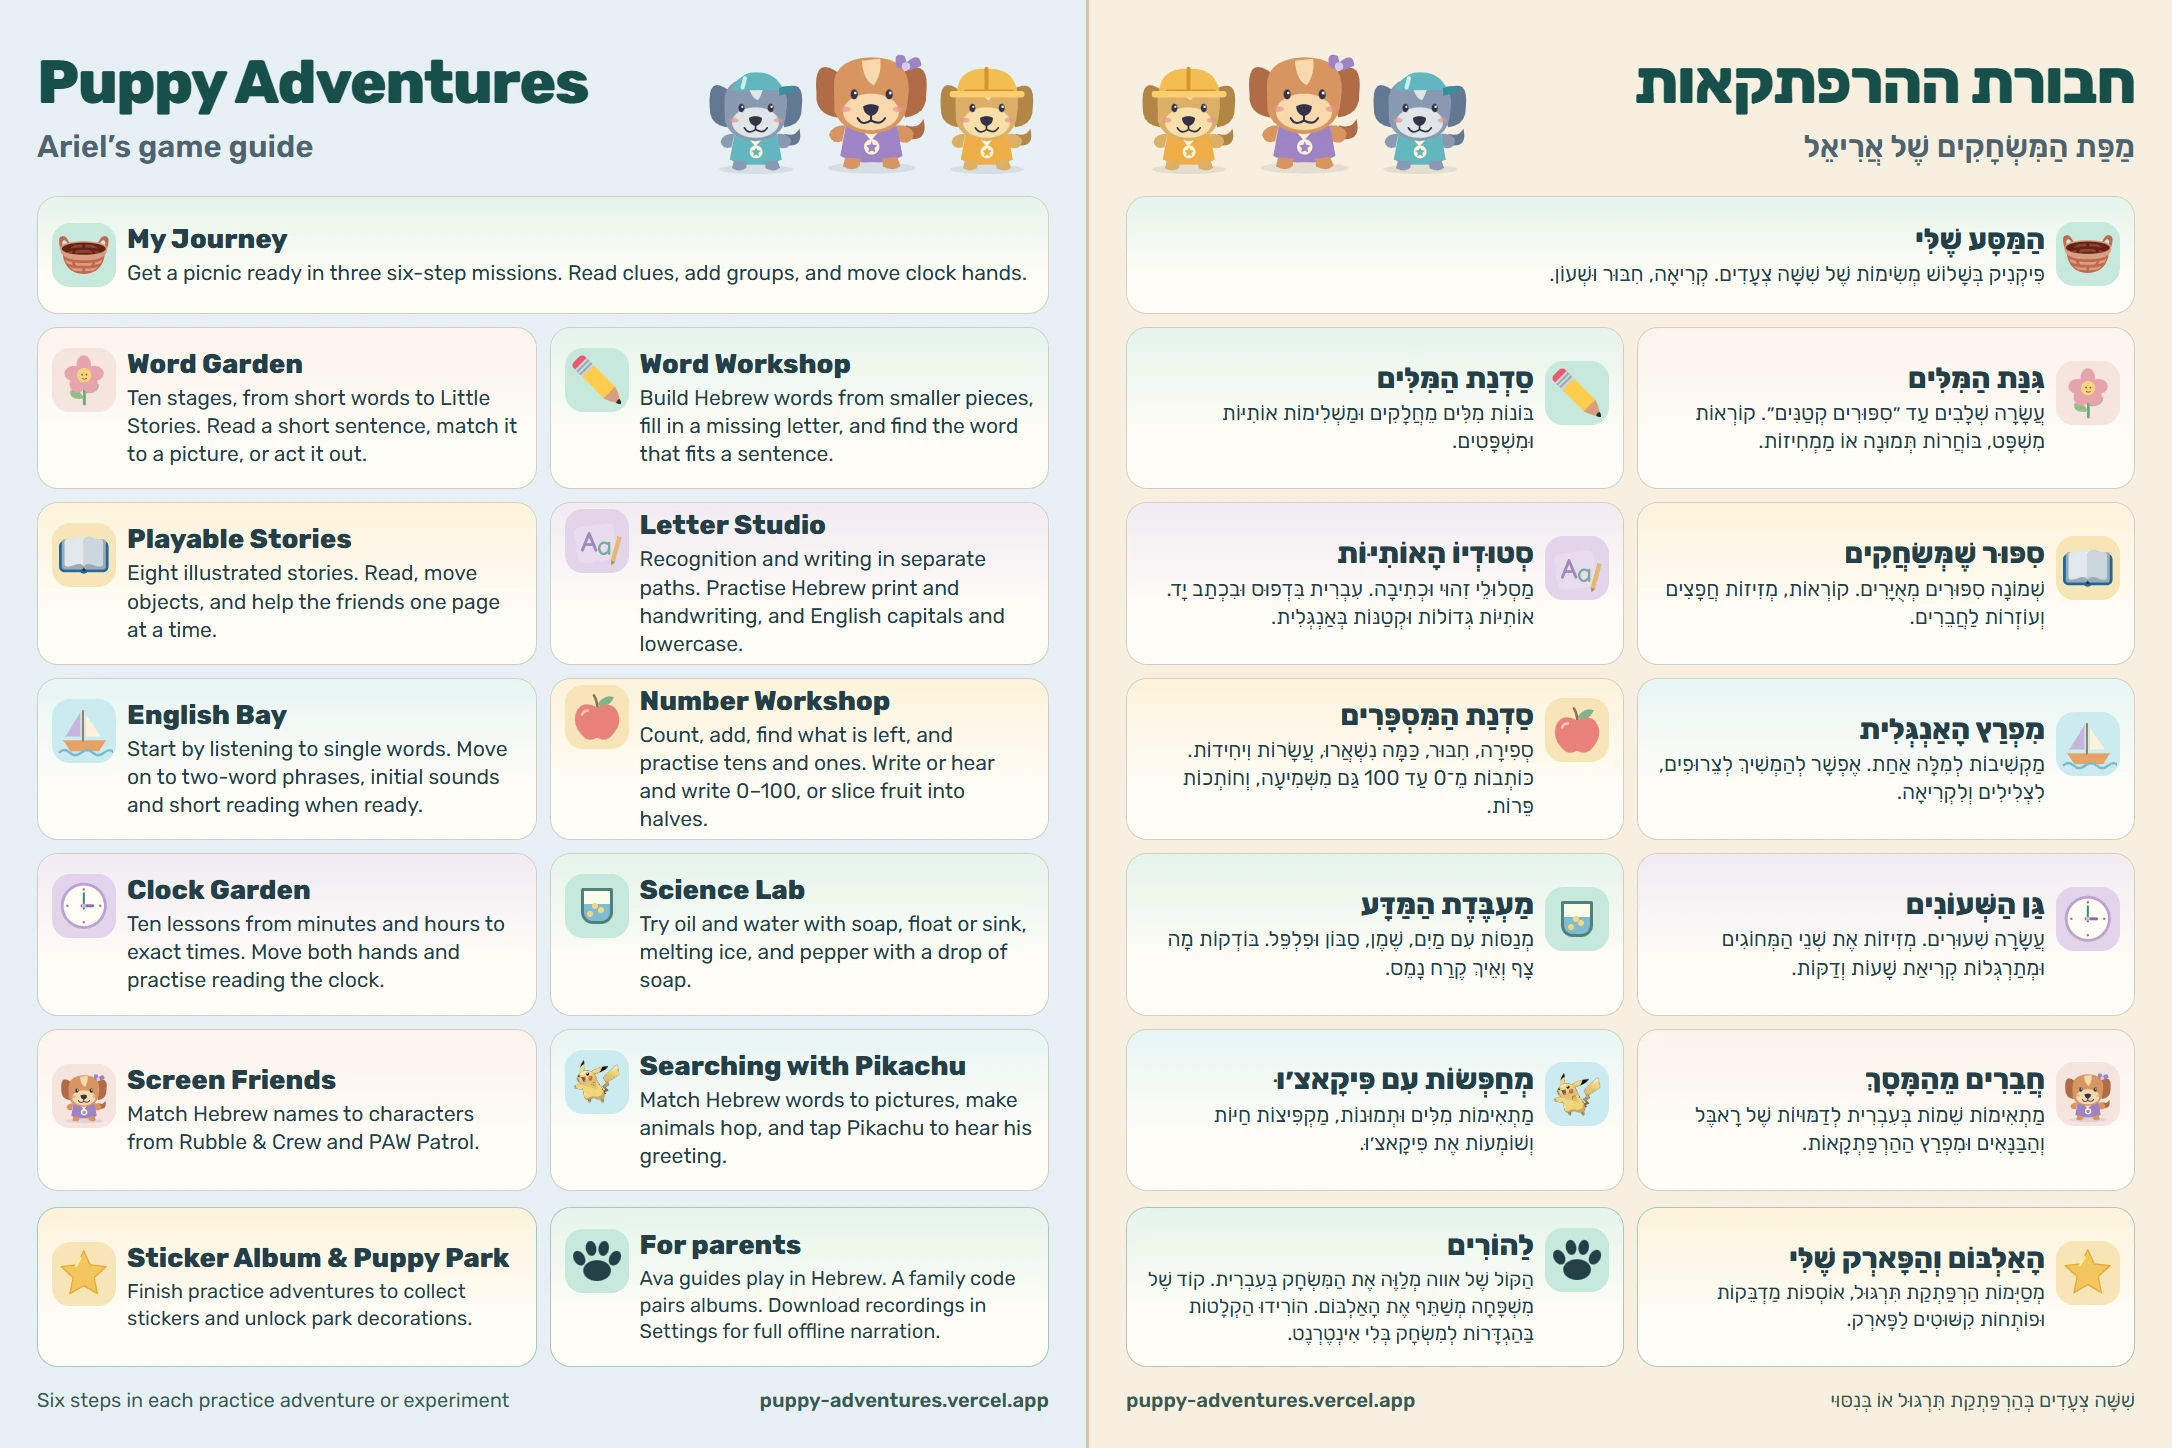 Puppy Adventures
Ariel's game guide
My Journey
Get a picnic ready in three six-step missions. Read clues, add groups, and move clock hands.
Word Garden
Ten stages, from short words to Little
Stories. Read a short sentence, match it
to a picture, or act it out.
Word Workshop
Build Hebrew words from smaller pieces,
fill in a missing letter, and find the word
that fits a sentence.
Playable Stories
Eight illustrated stories. Read, move
objects, and help the friends one page
at a time.
Letter Studio
Recognition and writing in separate
paths. Practise Hebrew print and
handwriting, and English capitals and
lowercase.
English Bay
Start by listening to single words. Move
on to two-word phrases, initial sounds
and short reading when ready.
Number Workshop
Count, add, find what is left, and
practise tens and ones. Write or hear
and write 0–100, or slice fruit into
halves.
Clock Garden
Ten lessons from minutes and hours to
exact times. Move both hands and
practise reading the clock.
Science Lab
Try oil and water with soap, float or sink,
melting ice, and pepper with a drop of
soap.
Screen Friends
Match Hebrew names to characters
from Rubble & Crew and PAW Patrol.
Searching with Pikachu
Match Hebrew words to pictures, make
animals hop, and tap Pikachu to hear his
greeting.
Sticker Album & Puppy Park
Finish practice adventures to collect
stickers and unlock park decorations.
For parents
Ava guides play in Hebrew. A family code
pairs albums. Download recordings in
Settings for full offline narration.
Six steps in each practice adventure or experiment
puppy-adventures.vercel.app
חבורת ההרפתקאות
מַפַּת הַמִּשְׂחָקִים שֶׁל אֲרִיאֵל
הַמַּסָּע שֶׁלִּי
פִּיקְנִיק בְּשָׁלוֹשׁ מְשִׂימוֹת שֶׁל שִׁשָּׁה צְעָדִים. קְרִיאָה, חִבּוּר וּשְׁעוֹן.
גִּנַּת הַמִּלִּים
עֲשָׂרָה שְׁלָבִים עַד ״סִפּוּרִים קְטַנִּים״. קוֹרְאוֹת
מִשְׁפָּט, בּוֹחֲרוֹת תְּמוּנָה אוֹ מַמְחִיזוֹת.
סַדְנַת הַמִּלִּים
בּוֹנוֹת מִלִּים מֵחֲלָקִים וּמַשְׁלִימוֹת אוֹתִיּוֹת
וּמִשְׁפָּטִים.
סִפּוּר שֶׁמְּשַׂחֲקִים
שְׁמוֹנָה סִפּוּרִים מְאֻיָּרִים. קוֹרְאוֹת, מְזִיזוֹת חֲפָצִים
וְעוֹזְרוֹת לַחֲבֵרִים.
סְטוּדְיוֹ הָאוֹתִיּוֹת
מַסְלוּלֵי זִהוּי וּכְתִיבָה. עִבְרִית בִּדְפוּס וּבִכְתַב יָד.
אוֹתִיּוֹת גְּדוֹלוֹת וּקְטַנּוֹת בְּאַנְגְּלִית.
מִפְרַץ הָאַנְגְּלִית
מַקְשִׁיבוֹת לְמִלָּה אַחַת. אֶפְשָׁר לְהַמְשִׁיךְ לְצֵרוּפִים,
לִצְלִילִים וְלִקְרִיאָה.
סַדְנַת הַמִּסְפָּרִים
סְפִירָה, חִבּוּר, כַּמָּה נִשְׁאֲרוּ, עֲשָׂרוֹת וִיחִידוֹת.
כּוֹתְבוֹת מֵ־0 עַד 100 גַּם מִשְּׁמִיעָה, וְחוֹתְכוֹת
פֵּרוֹת.
גַּן הַשְּׁעוֹנִים
עֲשָׂרָה שִׁעוּרִים. מְזִיזוֹת אֶת שְׁנֵי הַמְּחוֹגִים
וּמְתַרְגְּלוֹת קְרִיאַת שָׁעוֹת וְדַקּוֹת.
מַעְבֶּדֶת הַמַּדָּע
מְנַסּוֹת עִם מַיִם, שֶׁמֶן, סַבּוֹן וּפִלְפֵּל. בּוֹדְקוֹת מָה
צָף וְאֵיךְ קֶרַח נָמֵס.
חֲבֵרִים מֵהַמָּסָךְ
מַתְאִימוֹת שֵׁמוֹת בְּעִבְרִית לְדַמֻּיּוֹת שֶׁל רָאבֶּל
וְהַבַּנָּאִים וּמִפְרַץ הַהַרְפַּתְקָאוֹת.
מְחַפְּשׂוֹת עִם פִּיקָאצ׳וּ
מַתְאִימוֹת מִלִּים וּתְמוּנוֹת, מַקְפִּיצוֹת חַיּוֹת
וְשׁוֹמְעוֹת אֶת פִּיקָאצ׳וּ.
הָאַלְבּוֹם וְהַפָּארְק שֶׁלִּי
מְסַיְּמוֹת הַרְפַּתְקַת תִּרְגּוּל, אוֹסְפוֹת מַדְבֵּקוֹת
וּפוֹתְחוֹת קִשּׁוּטִים לַפָּארְק.
לַהוֹרִים
הַקּוֹל שֶׁל אווה מְלַוֶּה אֶת הַמִּשְׂחָק בְּעִבְרִית. קוֹד שֶׁל
מִשְׁפָּחָה מְשַׁתֵּף אֶת הָאַלְבּוֹם. הוֹרִידוּ הַקְלָטוֹת
בַּהַגְדָּרוֹת לְמִשְׂחָק בְּלִי אִינְטֶרְנֶט.
שִׁשָּׁה צְעָדִים בְּהַרְפַּתְקַת תִּרְגּוּל אוֹ בְּנִסּוּי
puppy-adventures.vercel.app